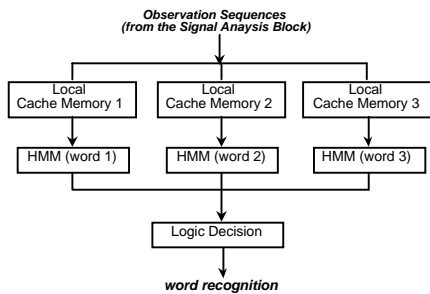 Observation Sequences
(from the Signal Anaysis Block)
Local Cache Memory 1
Local Cache Memory 2
Local Cache Memory 3
HMM (word 1)
HMM (word 2)
HMM (word 3)
Logic Decision
word recognition